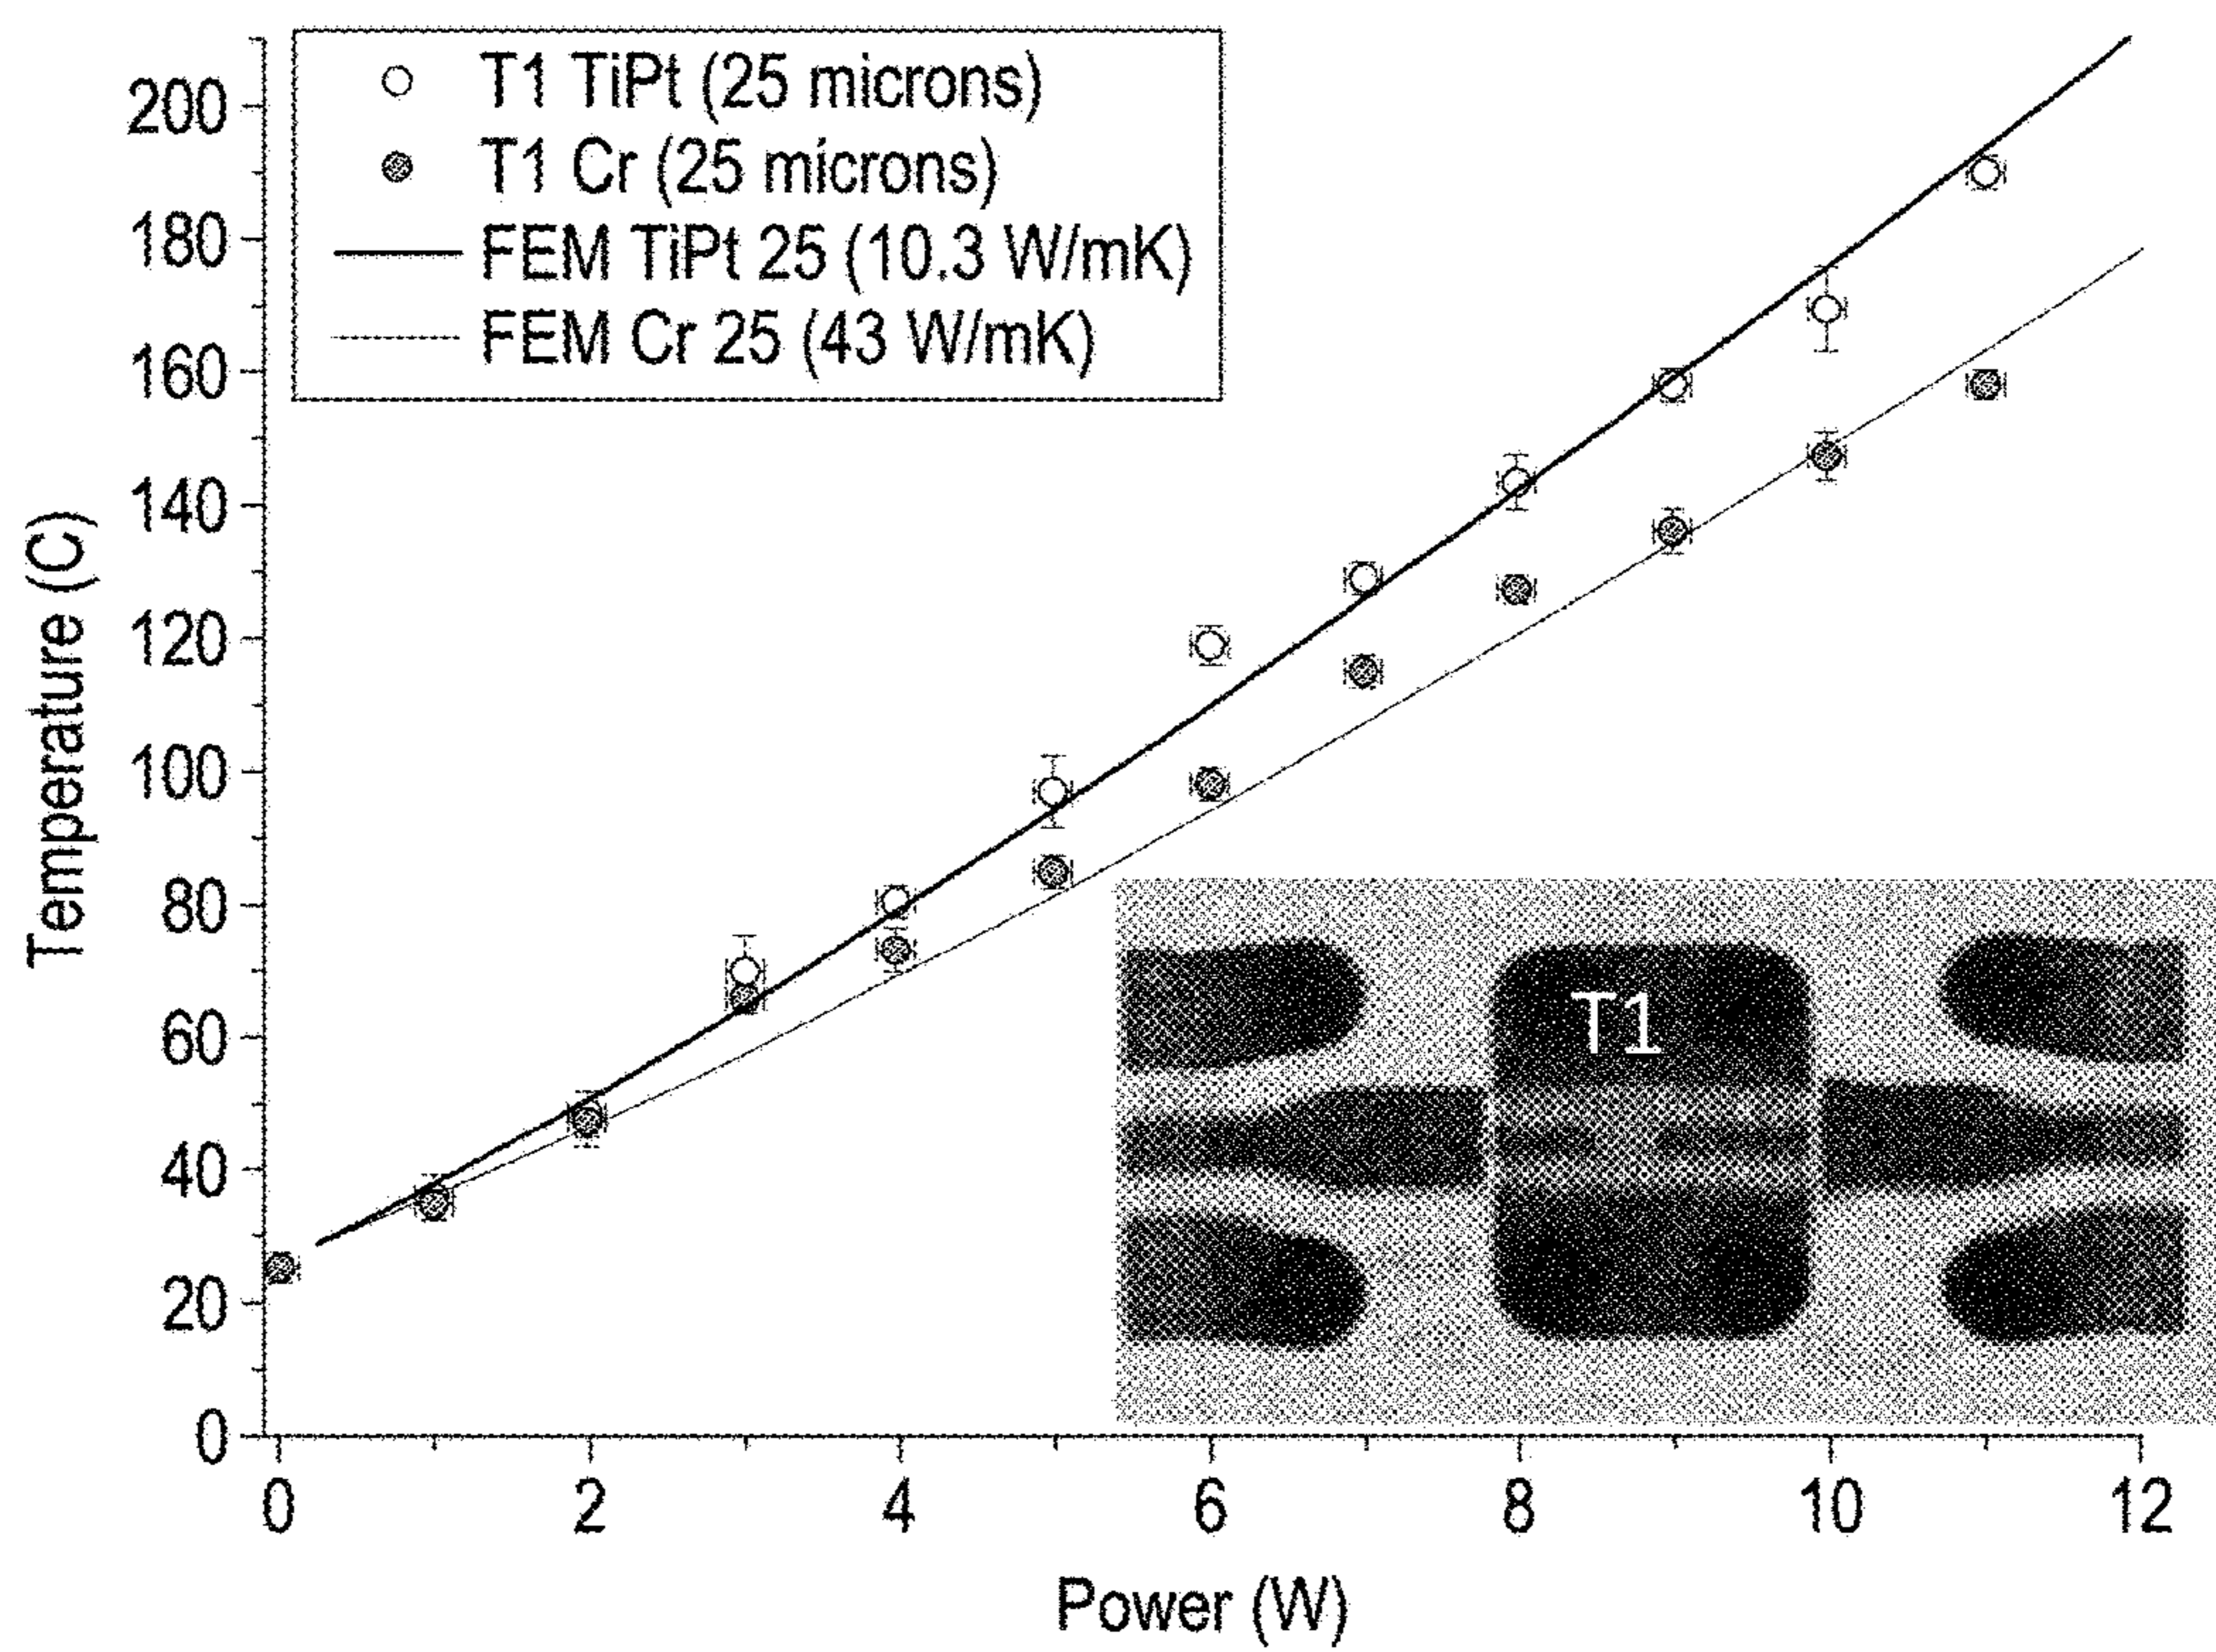 T1 TiPt (25 microns)
T1 Cr (25 microns)
FEM TiPt 25 (10.3 W/mK)
FEM Cr 25 (43 W/mK)
200
180
160
140
120
100
80
60
40
20
0
Temperature (C)
T1
0 2 4 6 8 10 12
Power (W)